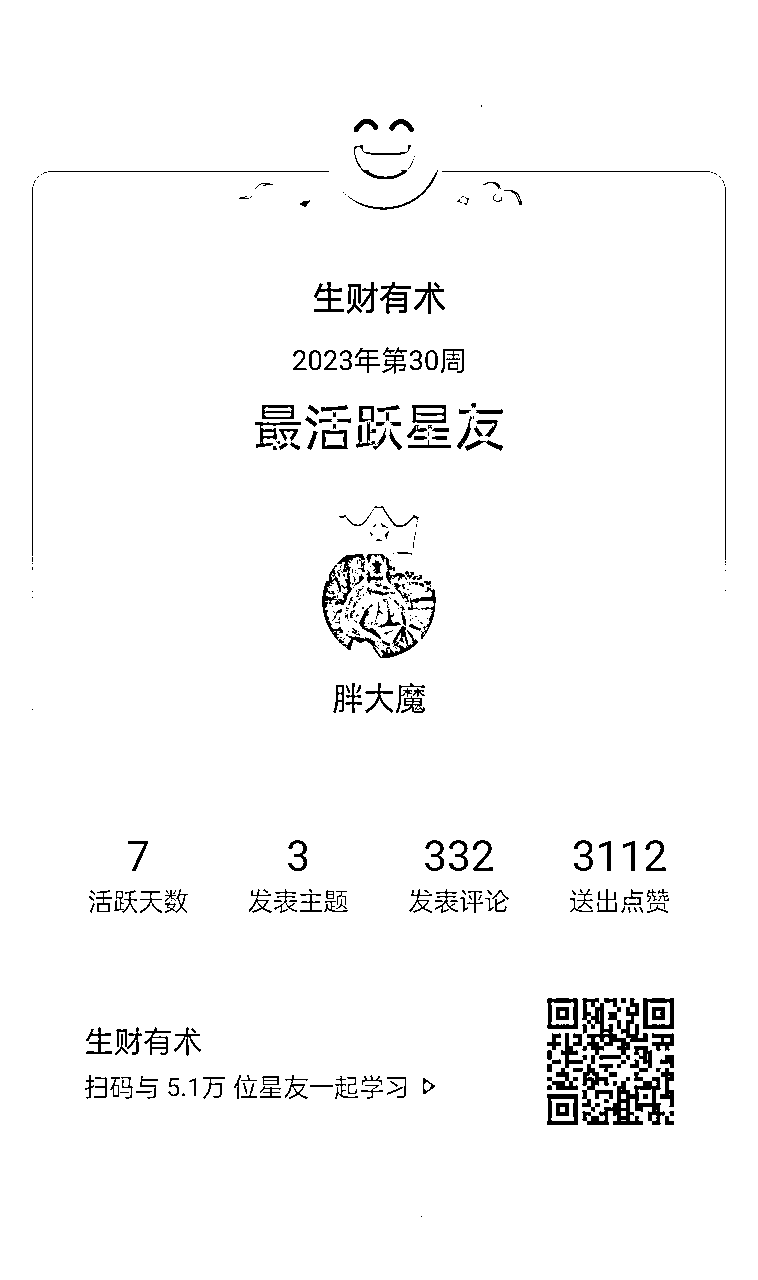 生财有术
2023年第30周
最活跃星友
胖大魔
7 3 332 3112
活跃天数 发表主题 发表评论 送出点赞
生财有术
扫码与 5.1万 位星友一起学习